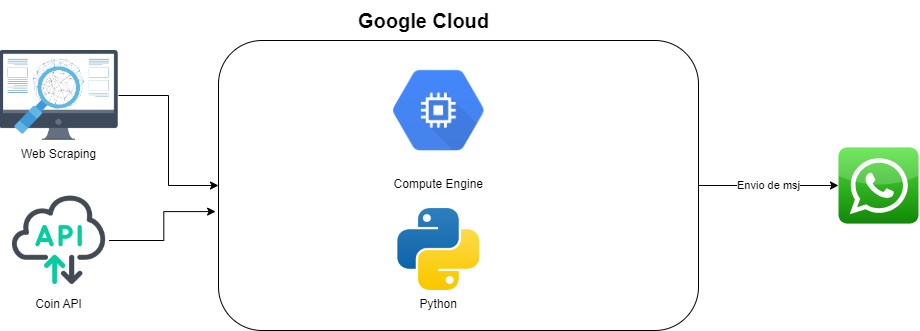 Google Cloud
Web Scraping
Compute Engine
Envio de msj
API
Coin API
Python